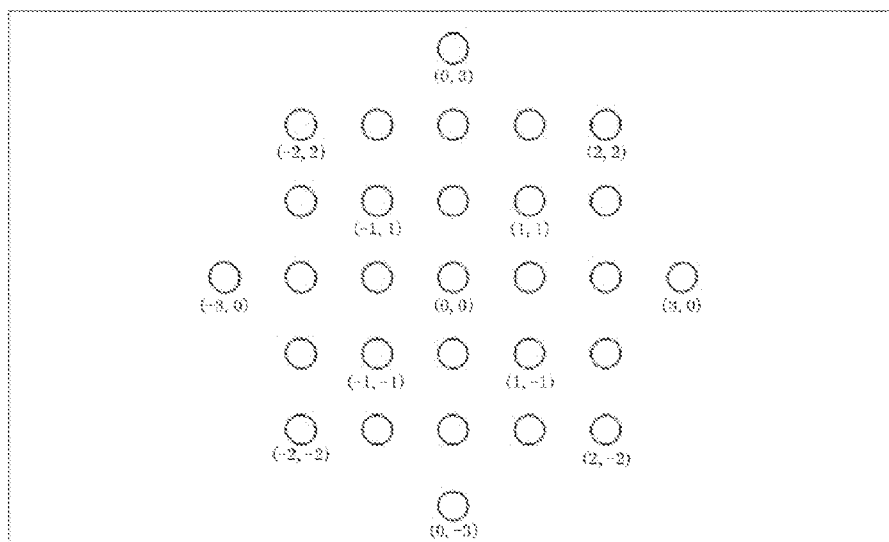 (0, 3)
(-2, 2) (2, 2)
(-1, 1) (1, 1)
(-3, 0) (0, 0) (3, 0)
(-1, -1) (1, -1)
(-2, -2) (2, -2)
(0, -3)